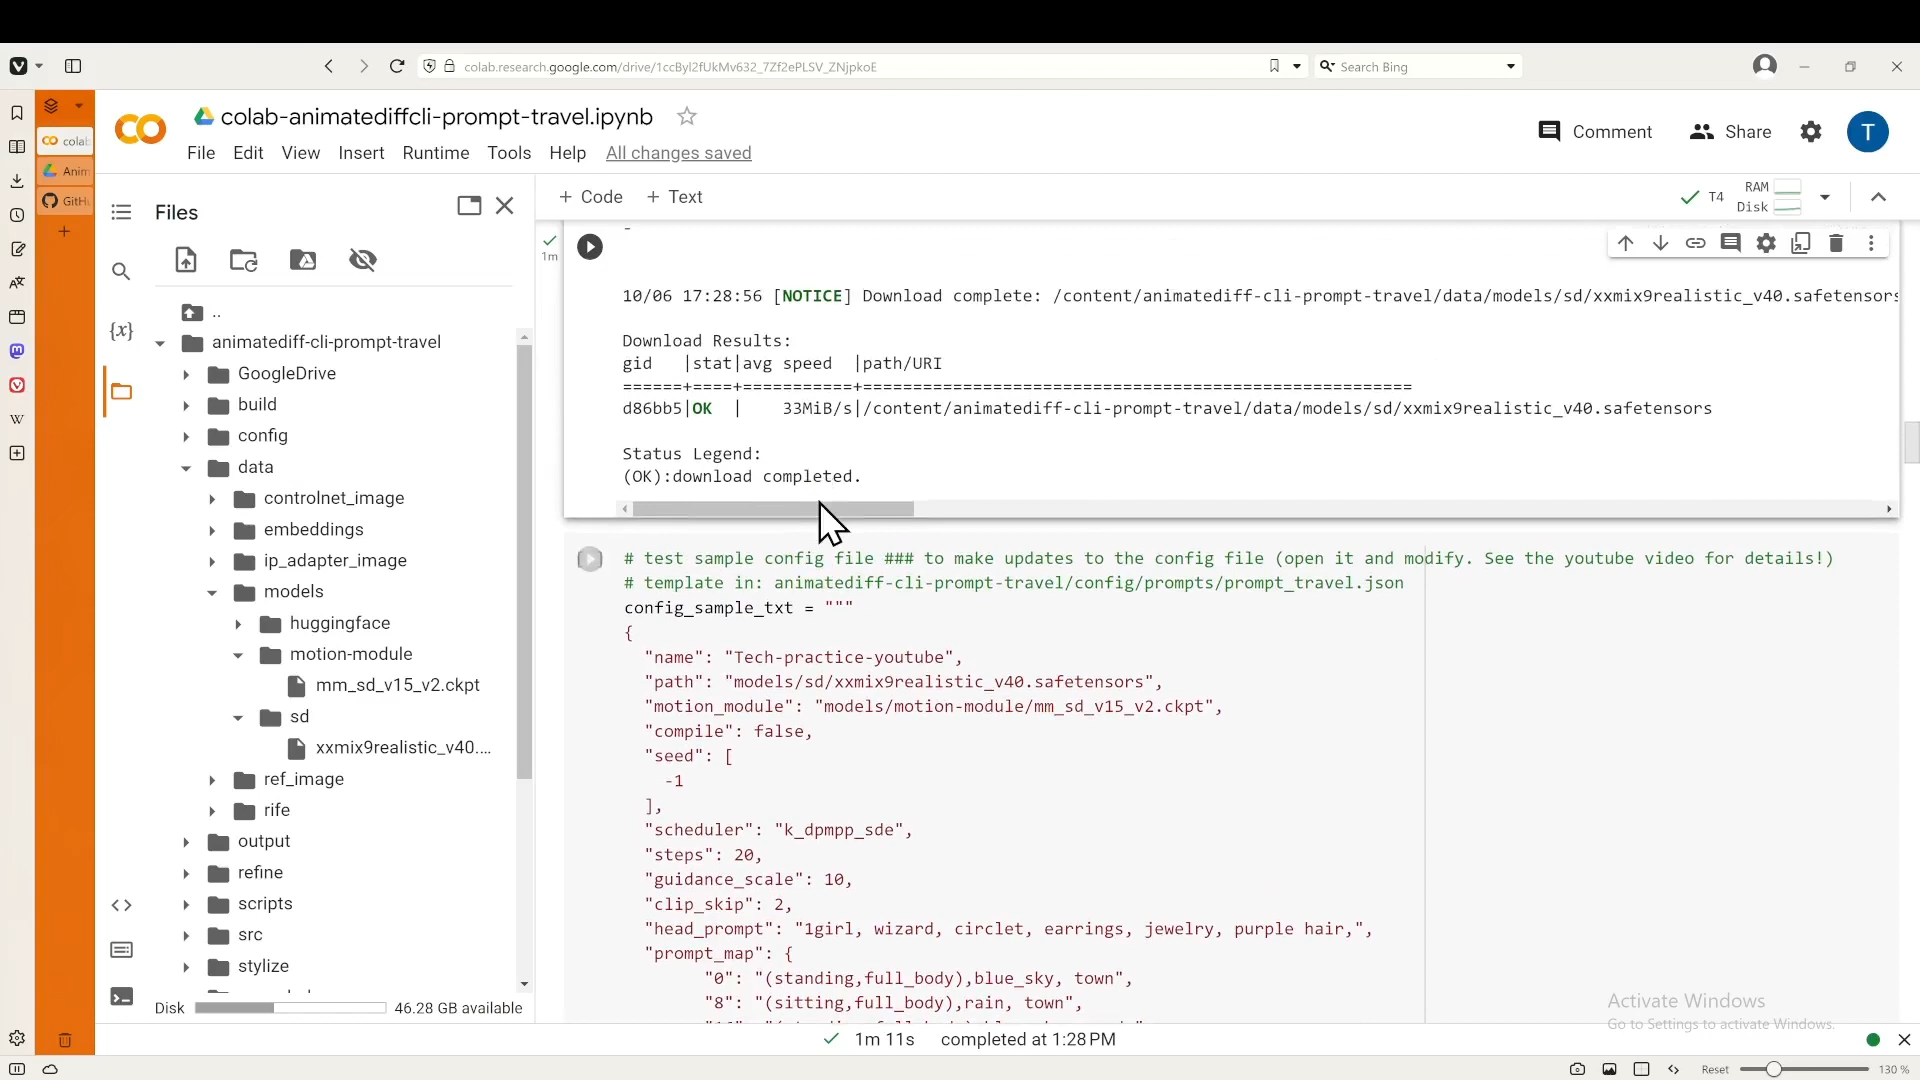 colab.research.google.com/drive/1ccByl2fUkMv632_7Zf2ePLSV_ZNjpkoE
Search Bing
colab-animatediffcli-prompt-travel.ipynb
File Edit View Insert Runtime Tools Help All changes saved
Comment
Share
T
colab
Anim
GitH
Files
+ Code + Text
T4
RAM
Disk
1m
{x}
..
animatediff-cli-prompt-travel
GoogleDrive
build
config
data
controlnet_image
embeddings
ip_adapter_image
models
huggingface
motion-module
mm_sd_v15_v2.ckpt
sd
xxmix9realistic_v40....
ref_image
rife
output
refine
scripts
src
stylize
Disk 46.28 GB available
10/06 17:28:56 [NOTICE] Download complete: /content/animatediff-cli-prompt-travel/data/models/sd/xxmix9realistic_v40.safetensors
Download Results:
gid |stat|avg speed |path/URI
======+====+===========+=======================================================
d86bb5|OK | 33MiB/s|/content/animatediff-cli-prompt-travel/data/models/sd/xxmix9realistic_v40.safetensors
Status Legend:
(OK):download completed.
# test sample config file ### to make updates to the config file (open it and modify. See the youtube video for details!)
# template in: animatediff-cli-prompt-travel/config/prompts/prompt_travel.json
config_sample_txt = """
{
"name": "Tech-practice-youtube",
"path": "models/sd/xxmix9realistic_v40.safetensors",
"motion_module": "models/motion-module/mm_sd_v15_v2.ckpt",
"compile": false,
"seed": [
-1
],
"scheduler": "k_dpmpp_sde",
"steps": 20,
"guidance_scale": 10,
"clip_skip": 2,
"head_prompt": "1girl, wizard, circlet, earrings, jewelry, purple hair,",
"prompt_map": {
"0": "(standing,full_body),blue_sky, town",
"8": "(sitting,full_body),rain, town",
Activate Windows
Go to Settings to activate Windows.
1m 11s completed at 1:28 PM
Reset
130 %